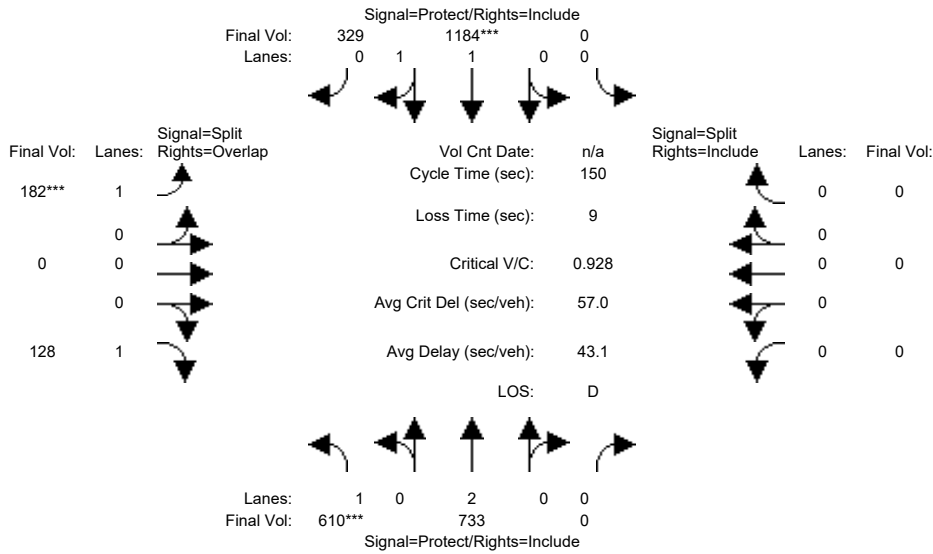 Signal=Protect/Rights=Include
Final Vol: 329 1184*** 0
Lanes: 0 1 1 0 0
Signal=Split
Final Vol: Lanes: Rights=Overlap
Vol Cnt Date: n/a
Signal=Split
Rights=Include Lanes: Final Vol:
Cycle Time (sec): 150
182*** 1
0 0
Loss Time (sec): 9
0
0
0 0
Critical V/C: 0.928
0 0
0
Avg Crit Del (sec/veh): 57.0
0
128 1
Avg Delay (sec/veh): 43.1
0 0
LOS: D
Lanes: 1 0 2 0 0
Final Vol: 610*** 733 0
Signal=Protect/Rights=Include